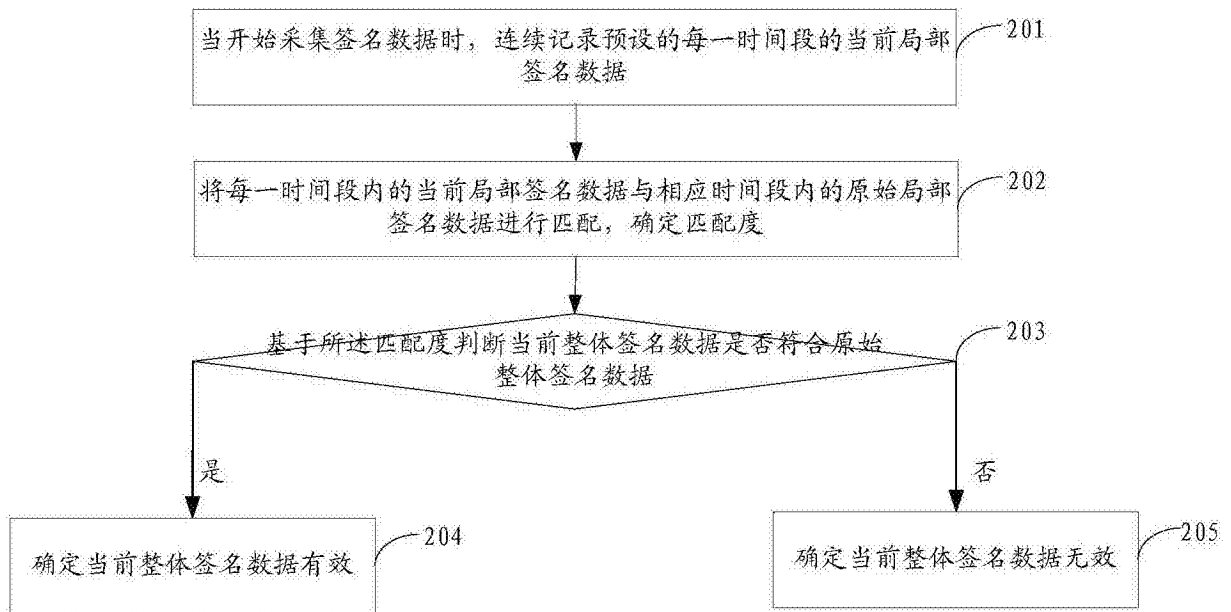 当开始采集签名数据时，连续记录预设的每一时间段的当前局部
签名数据
201
将每一时间段内的当前局部签名数据与相应时间段内的原始局部
签名数据进行匹配，确定匹配度
202
基于所述匹配度判断当前整体签名数据是否符合原始
整体签名数据
203
是
否
确定当前整体签名数据有效
204
确定当前整体签名数据无效
205